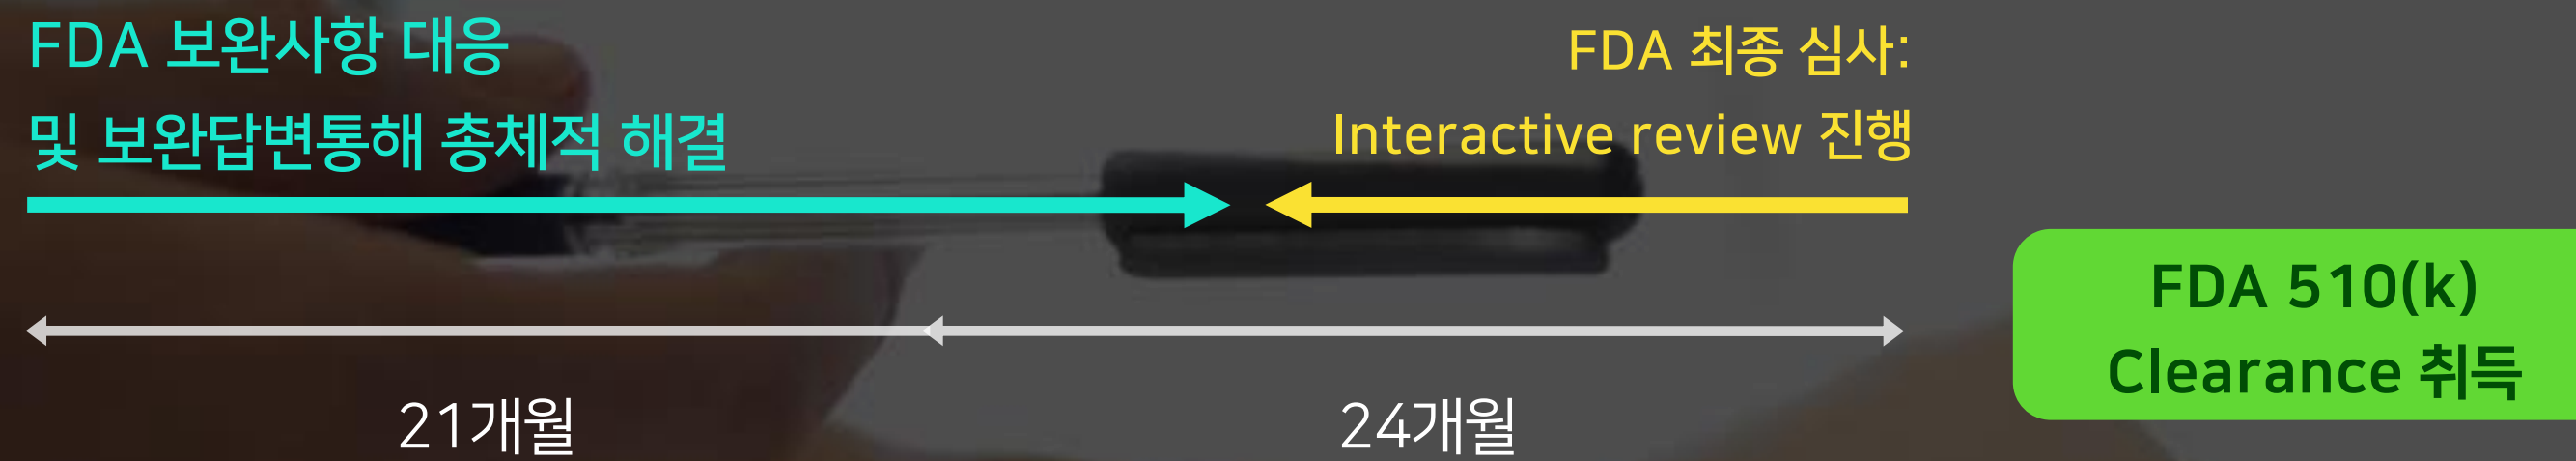 FDA 보완사항 대응
및 보완답변통해 총체적 해결
FDA 최종 심사:
Interactive review 진행
FDA 510(k)
Clearance 취득
21개월
24개월